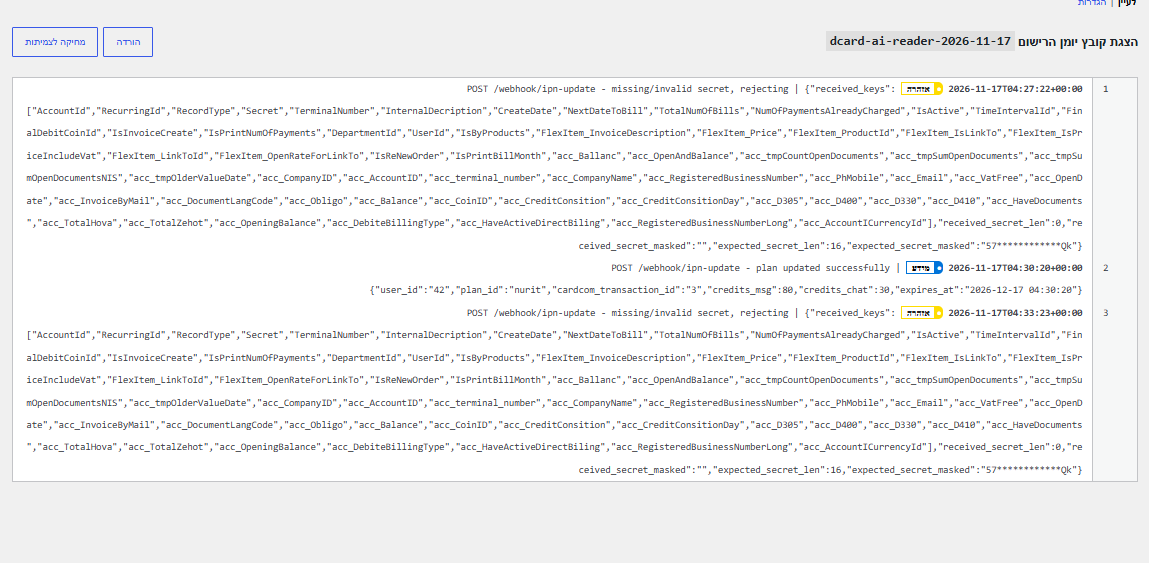 לעיין | הגדרות
הצגת קובץ יומן הרישום dcard-ai-reader-2026-11-17
הורדה
מחיקה לצמיתות
1
2026-11-17T04:27:22+00:00 אזהרה POST /webhook/ipn-update - missing/invalid secret, rejecting | {"received_keys":
["AccountId","RecurringId","RecordType","Secret","TerminalNumber","InternalDecription","CreateDate","NextDateToBill","TotalNumOfBills","NumOfPaymentsAlreadyCharged","IsActive","TimeIntervalId","Fin
alDebitCoinId","IsInvoiceCreate","IsPrintNumOfPayments","DepartmentId","UserId","IsByProducts","FlexItem_InvoiceDescription","FlexItem_Price","FlexItem_ProductId","FlexItem_IsLinkTo","FlexItem_IsPr
iceIncludeVat","FlexItem_LinkToId","FlexItem_OpenRateForLinkTo","IsReNewOrder","IsPrintBillMonth","acc_Ballanc","acc_OpenAndBalance","acc_tmpCountOpenDocuments","acc_tmpSumOpenDocuments","acc_tmpSu
mOpenDocumentsNIS","acc_tmpOlderValueDate","acc_CompanyID","acc_AccountID","acc_terminal_number","acc_CompanyName","acc_RegisteredBusinessNumber","acc_PhMobile","acc_Email","acc_VatFree","acc_OpenD
ate","acc_InvoiceByMail","acc_DocumentLangCode","acc_Obligo","acc_Balance","acc_CoinID","acc_CreditConsition","acc_CreditConsitionDay","acc_D305","acc_D400","acc_D330","acc_D410","acc_HaveDocuments
","acc_TotalHova","acc_TotalZehot","acc_OpeningBalance","acc_DebiteBillingType","acc_HaveActiveDirectBiling","acc_RegisteredBusinessNumberLong","acc_AccountICurrencyId"],"received_secret_len":0,"re
ceived_secret_masked":"","expected_secret_len":16,"expected_secret_masked":"57************Qk"}
2
2026-11-17T04:30:20+00:00 מידע | POST /webhook/ipn-update - plan updated successfully
{"user_id":"42","plan_id":"nurit","cardcom_transaction_id":"3","credits_msg":80,"credits_chat":30,"expires_at":"2026-12-17 04:30:20"}
3
2026-11-17T04:33:23+00:00 אזהרה POST /webhook/ipn-update - missing/invalid secret, rejecting | {"received_keys":
["AccountId","RecurringId","RecordType","Secret","TerminalNumber","InternalDecription","CreateDate","NextDateToBill","TotalNumOfBills","NumOfPaymentsAlreadyCharged","IsActive","TimeIntervalId","Fin
alDebitCoinId","IsInvoiceCreate","IsPrintNumOfPayments","DepartmentId","UserId","IsByProducts","FlexItem_InvoiceDescription","FlexItem_Price","FlexItem_ProductId","FlexItem_IsLinkTo","FlexItem_IsPr
iceIncludeVat","FlexItem_LinkToId","FlexItem_OpenRateForLinkTo","IsReNewOrder","IsPrintBillMonth","acc_Ballanc","acc_OpenAndBalance","acc_tmpCountOpenDocuments","acc_tmpSumOpenDocuments","acc_tmpSu
mOpenDocumentsNIS","acc_tmpOlderValueDate","acc_CompanyID","acc_AccountID","acc_terminal_number","acc_CompanyName","acc_RegisteredBusinessNumber","acc_PhMobile","acc_Email","acc_VatFree","acc_OpenD
ate","acc_InvoiceByMail","acc_DocumentLangCode","acc_Obligo","acc_Balance","acc_CoinID","acc_CreditConsition","acc_CreditConsitionDay","acc_D305","acc_D400","acc_D330","acc_D410","acc_HaveDocuments
","acc_TotalHova","acc_TotalZehot","acc_OpeningBalance","acc_DebiteBillingType","acc_HaveActiveDirectBiling","acc_RegisteredBusinessNumberLong","acc_AccountICurrencyId"],"received_secret_len":0,"re
ceived_secret_masked":"","expected_secret_len":16,"expected_secret_masked":"57************Qk"}